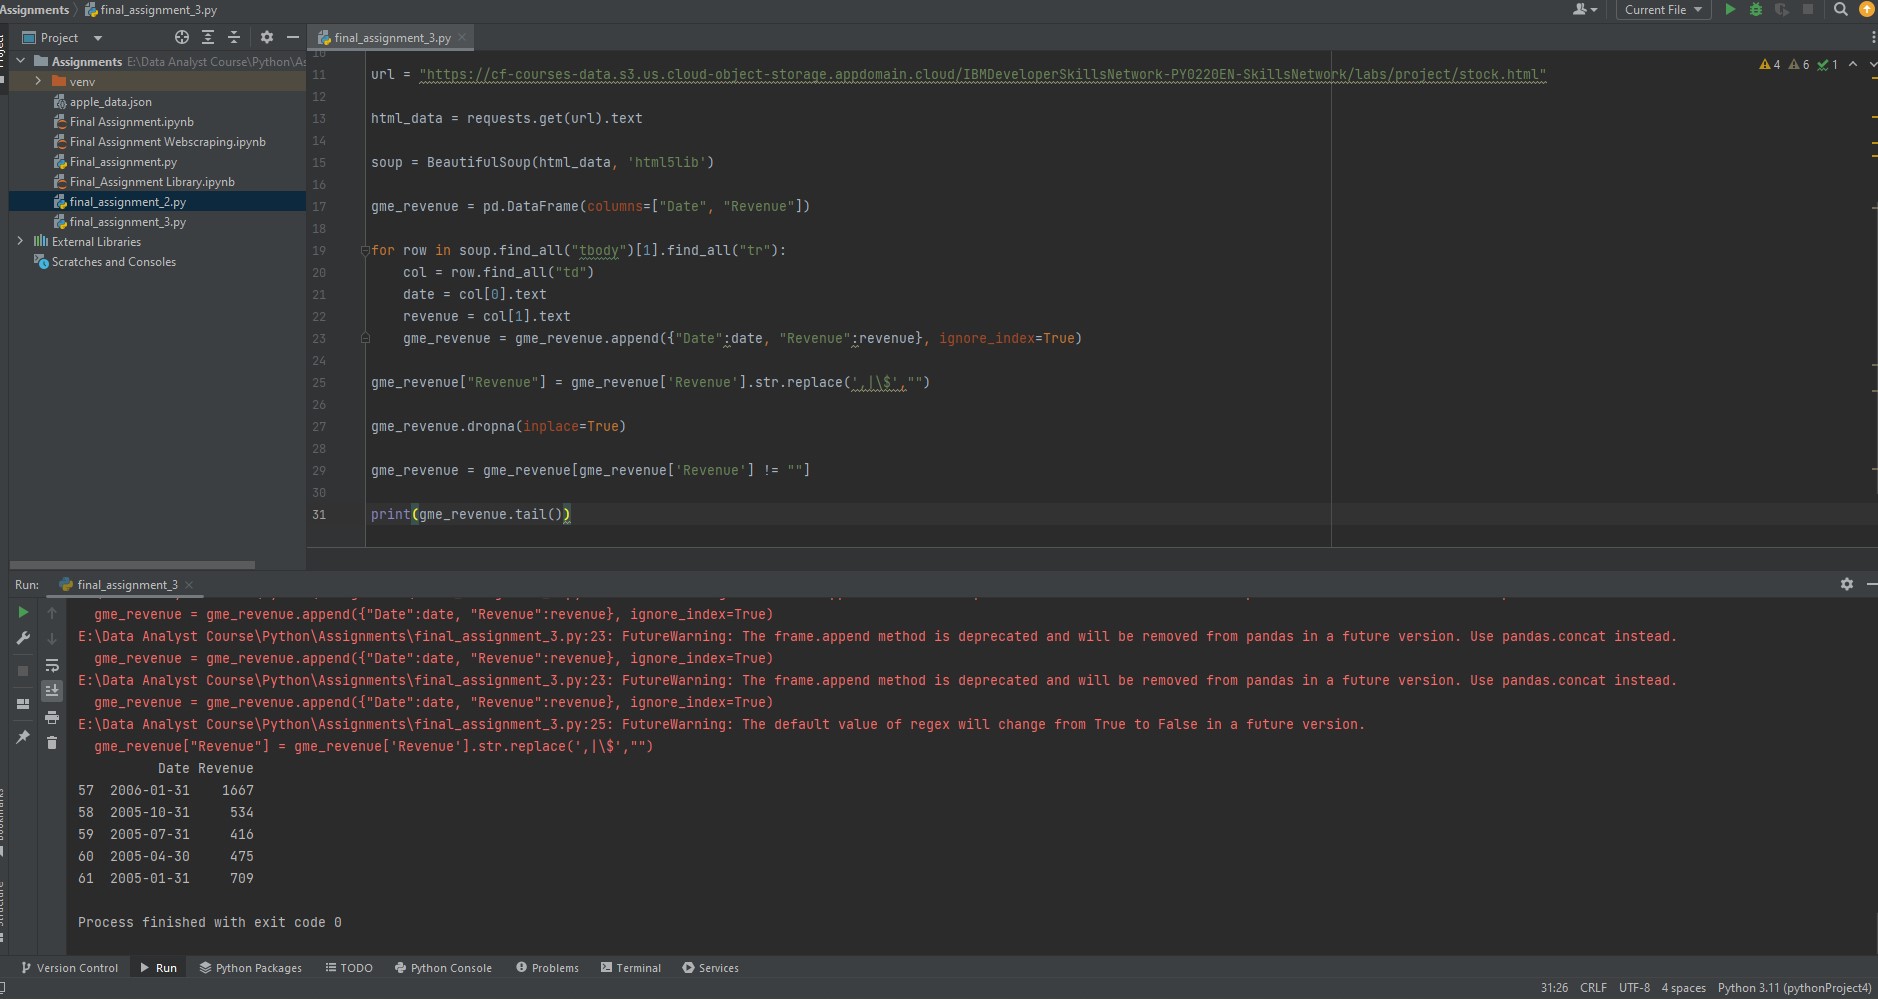 Assignments final_assignment_3.py
Current File
Project
final_assignment_3.py
Assignments E:\Data Analyst Course\Python\As
venv
apple_data.json
Final Assignment.ipynb
Final Assignment Webscraping.ipynb
Final_assignment.py
Final_Assignment Library.ipynb
final_assignment_2.py
final_assignment_3.py
External Libraries
Scratches and Consoles
4 6 1
10
11 url = "https://cf-courses-data.s3.us.cloud-object-storage.appdomain.cloud/IBMDeveloperSkillsNetwork-PY0220EN-SkillsNetwork/labs/project/stock.html"
12
13 html_data = requests.get(url).text
14
15 soup = BeautifulSoup(html_data, 'html5lib')
16
17 gme_revenue = pd.DataFrame(columns=["Date", "Revenue"])
18
19 for row in soup.find_all("tbody")[1].find_all("tr"):
20 col = row.find_all("td")
21 date = col[0].text
22 revenue = col[1].text
23 gme_revenue = gme_revenue.append({"Date":date, "Revenue":revenue}, ignore_index=True)
24
25 gme_revenue["Revenue"] = gme_revenue['Revenue'].str.replace(',|\$',"")
26
27 gme_revenue.dropna(inplace=True)
28
29 gme_revenue = gme_revenue[gme_revenue['Revenue'] != ""]
30
31 print(gme_revenue.tail())
Run: final_assignment_3
gme_revenue = gme_revenue.append({"Date":date, "Revenue":revenue}, ignore_index=True)
E:\Data Analyst Course\Python\Assignments\final_assignment_3.py:23: FutureWarning: The frame.append method is deprecated and will be removed from pandas in a future version. Use pandas.concat instead.
gme_revenue = gme_revenue.append({"Date":date, "Revenue":revenue}, ignore_index=True)
E:\Data Analyst Course\Python\Assignments\final_assignment_3.py:23: FutureWarning: The frame.append method is deprecated and will be removed from pandas in a future version. Use pandas.concat instead.
gme_revenue = gme_revenue.append({"Date":date, "Revenue":revenue}, ignore_index=True)
E:\Data Analyst Course\Python\Assignments\final_assignment_3.py:25: FutureWarning: The default value of regex will change from True to False in a future version.
gme_revenue["Revenue"] = gme_revenue['Revenue'].str.replace(',|\$',"")
Date Revenue
57 2006-01-31 1667
58 2005-10-31 534
59 2005-07-31 416
60 2005-04-30 475
61 2005-01-31 709
Process finished with exit code 0
Version Control Run Python Packages TODO Python Console Problems Terminal Services
31:26 CRLF UTF-8 4 spaces Python 3.11 (pythonProject4)